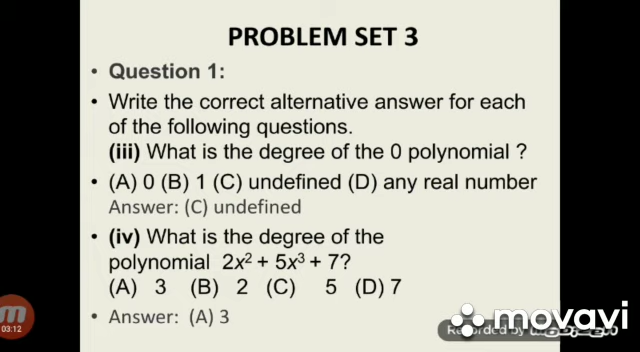 PROBLEM SET 3
• Question 1:
• Write the correct alternative answer for each
of the following questions.
(iii) What is the degree of the 0 polynomial ?
• (A) 0 (B) 1 (C) undefined (D) any real number
Answer: (C) undefined
• (iv) What is the degree of the
polynomial 2x² + 5x³ + 7?
(A) 3 (B) 2 (C) 5 (D) 7
• Answer: (A) 3
03:12
movavi
Recorded by